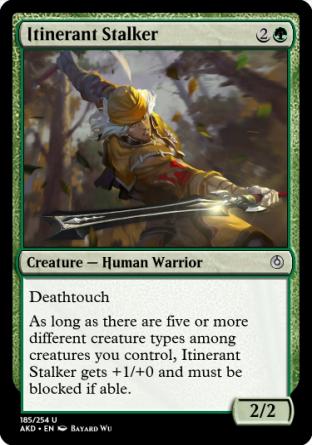 Itinerant Stalker 2
Creature — Human Warrior
Deathtouch
As long as there are five or more
different creature types among
creatures you control, Itinerant
Stalker gets +1/+0 and must be
blocked if able.
2/2
185/254 U
AKD • EN Bayard Wu